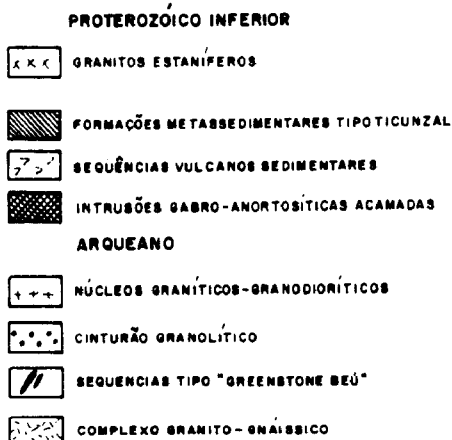 PROTEROZÓICO INFERIOR
GRANITOS ESTANÍFEROS
FORMAÇÕES METASSEDIMENTARES TIPO TICUNZAL
SEQUÊNCIAS VULCANOS SEDIMENTARES
INTRUSÕES GABRO-ANORTOSÍTICAS ACAMADAS
ARQUEANO
NÚCLEOS GRANÍTICOS-GRANODIORÍTICOS
CINTURÃO GRANOLÍTICO
SEQUENCIAS TIPO "GREENSTONE BEÚ"
COMPLEXO GRANITO-GNÁISSICO